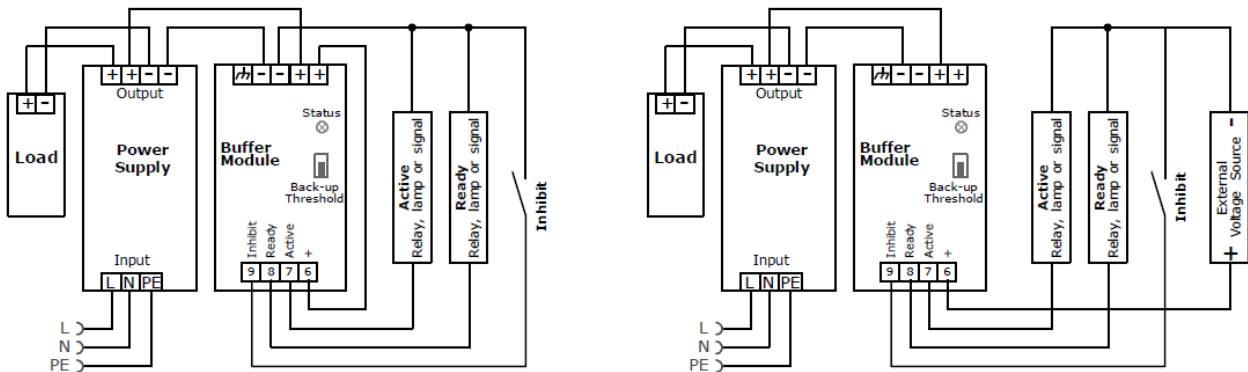 + + - -
Output
+ -
Load
Power
Supply
Input
L N PE
L
N
PE
- - + +
Status
Buffer
Module
Back-up
Threshold
Inhibit
Ready
Active
+
9 8 7 6
Active
Relay, lamp or signal
Ready
Relay, lamp or signal
Inhibit
+ + - -
Output
+ -
Load
Power
Supply
Input
L N PE
L
N
PE
- - + +
Status
Buffer
Module
Back-up
Threshold
Inhibit
Ready
Active
+
9 8 7 6
Active
Relay, lamp or signal
Ready
Relay, lamp or signal
Inhibit
-
External
Voltage Source
+